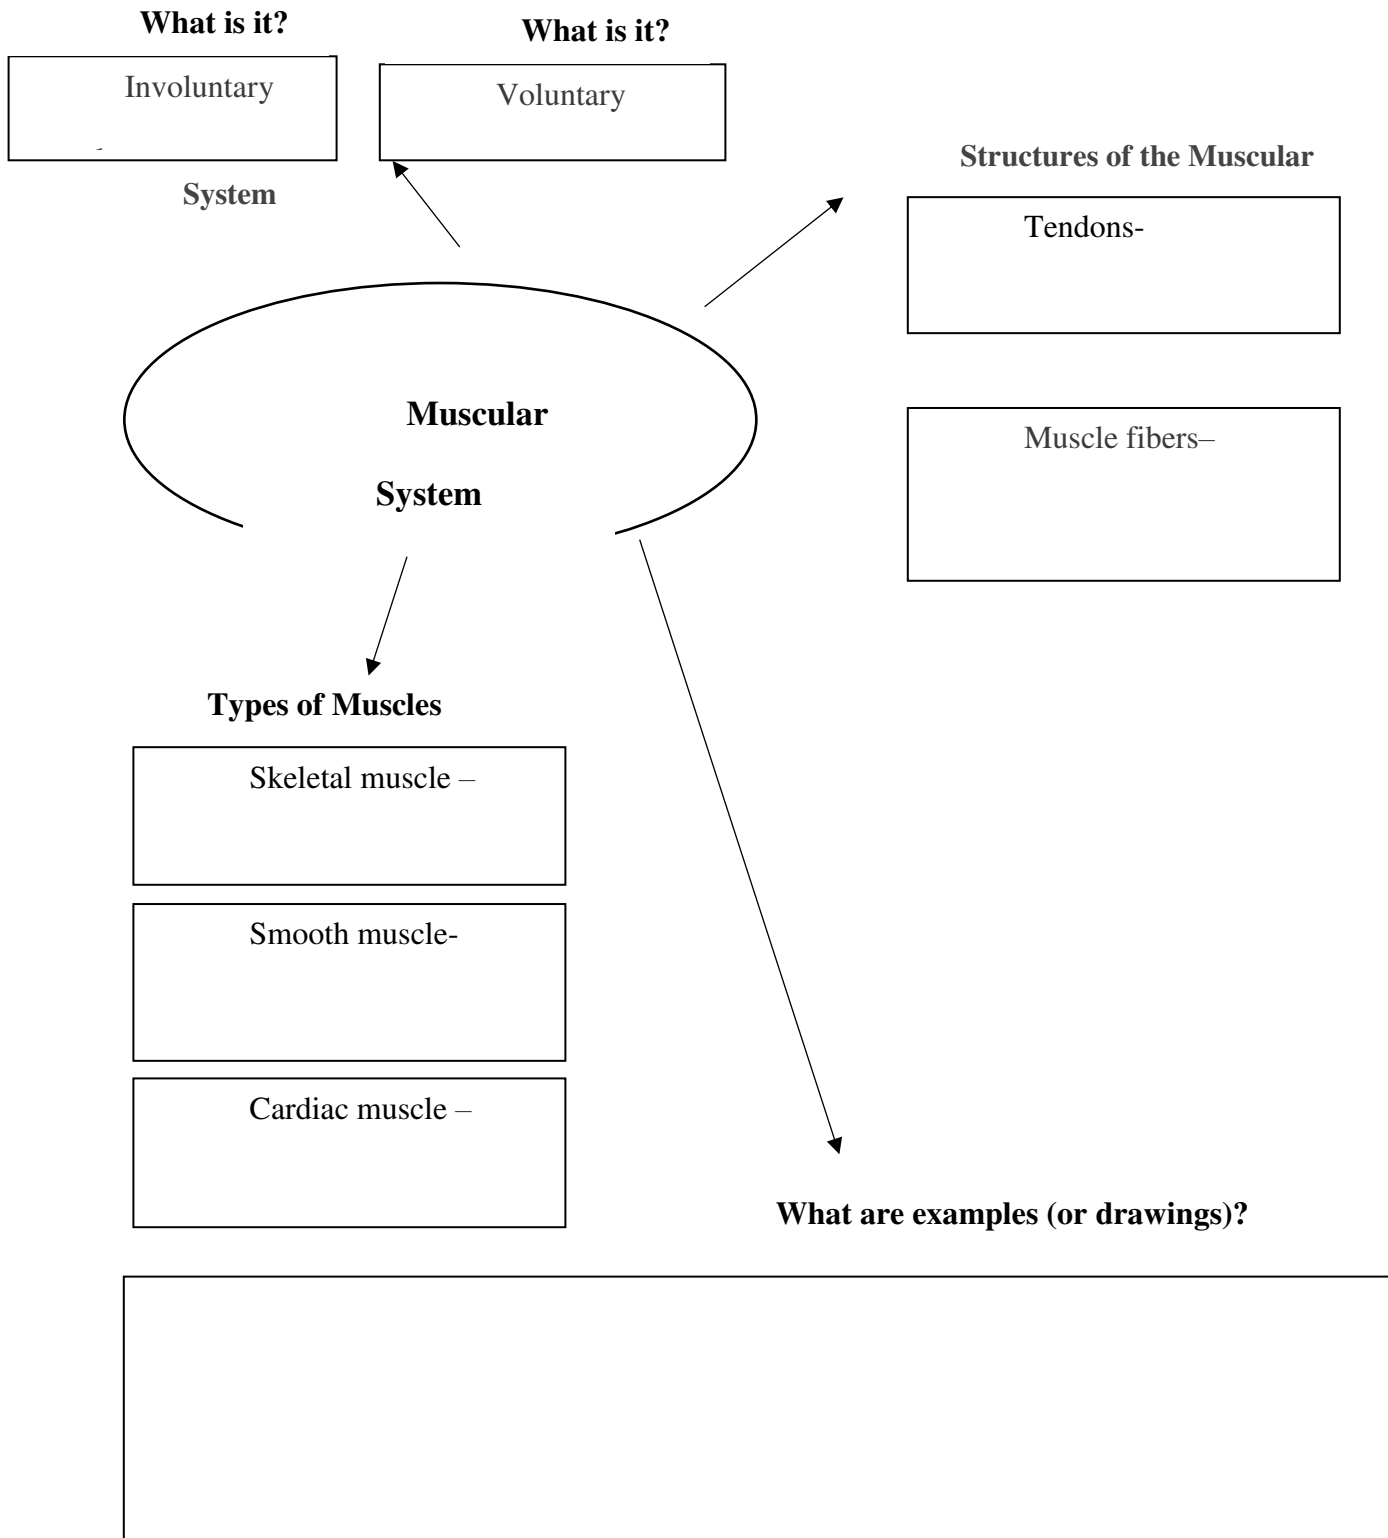 What is it?
What is it?
Involuntary
Voluntary
Structures of the Muscular
System
Tendons-
Muscular
System
Muscle fibers–
Types of Muscles
Skeletal muscle –
Smooth muscle-
Cardiac muscle –
What are examples (or drawings)?